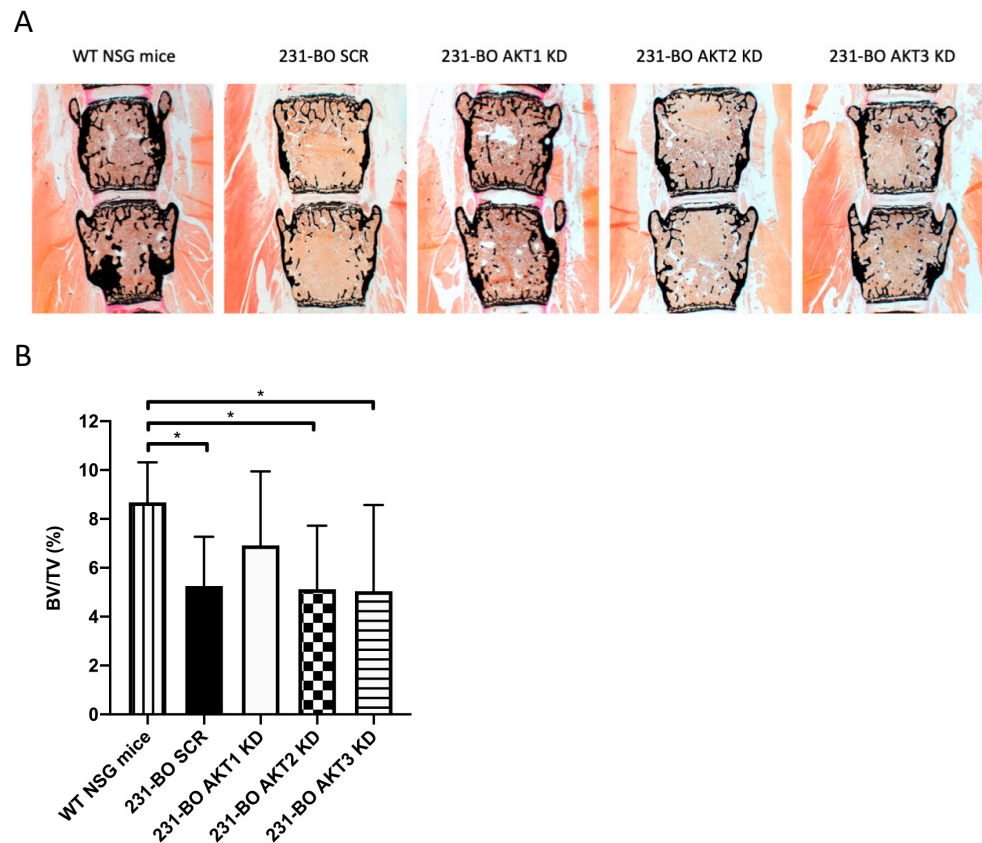 A
WT NSG mice 231-BO SCR 231-BO AKT1 KD 231-BO AKT2 KD 231-BO AKT3 KD
B
*
*
*
12
10
8
6
4
2
0
BV/TV (%)
WT NSG mice
231-BO SCR
231-BO AKT1 KD
231-BO AKT2 KD
231-BO AKT3 KD